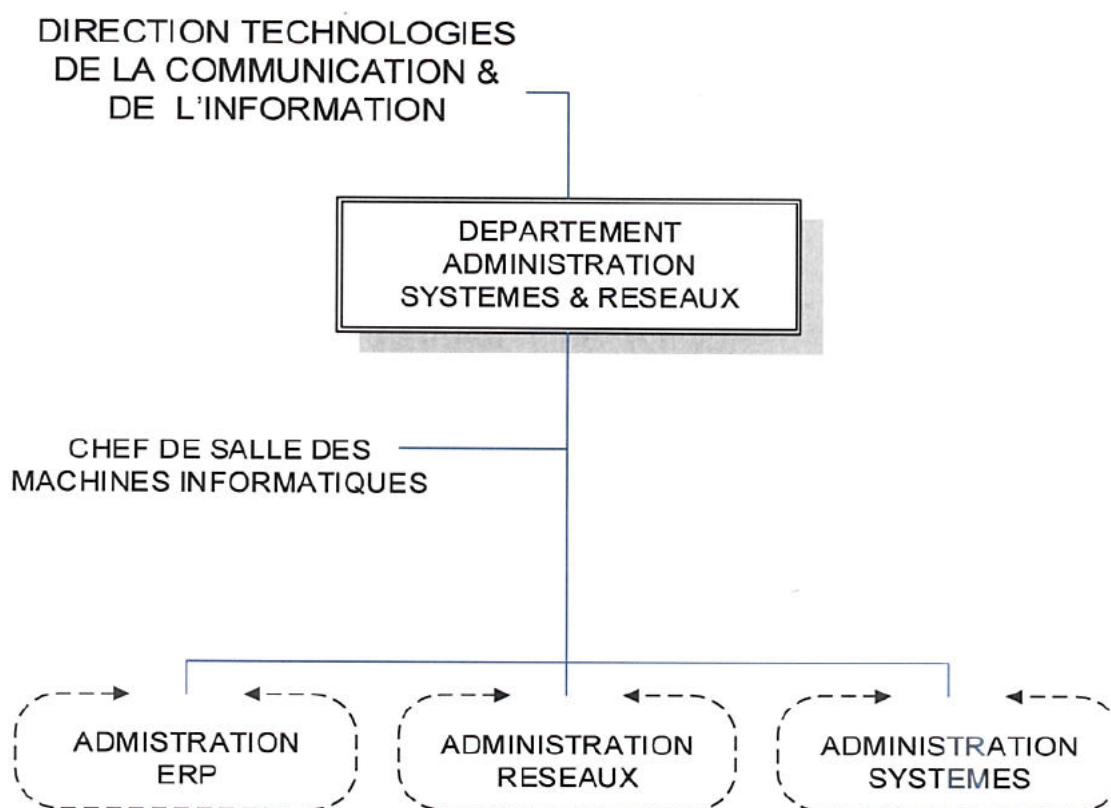 DIRECTION TECHNOLOGIES
DE LA COMMUNICATION &
DE L'INFORMATION
DEPARTEMENT
ADMINISTRATION
SYSTEMES & RESEAUX
CHEF DE SALLE DES
MACHINES INFORMATIQUES
ADMISTRATION
ERP
ADMINISTRATION
RESEAUX
ADMINISTRATION
SYSTEMES